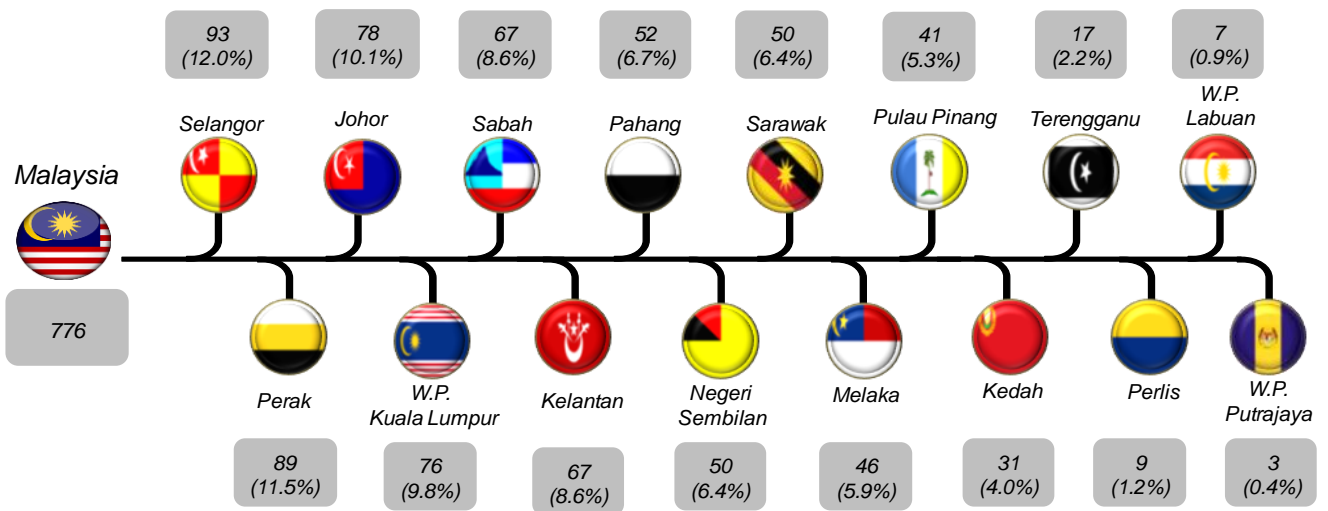 93
(12.0%)
78
(10.1%)
67
(8.6%)
52
(6.7%)
50
(6.4%)
41
(5.3%)
17
(2.2%)
7
(0.9%)
Selangor
Johor
Sabah
Pahang
Sarawak
Pulau Pinang
Terengganu
W.P.
Labuan
Malaysia
776
Perak
W.P.
Kuala Lumpur
Kelantan
Negeri
Sembilan
Melaka
Kedah
Perlis
W.P.
Putrajaya
89
(11.5%)
76
(9.8%)
67
(8.6%)
50
(6.4%)
46
(5.9%)
31
(4.0%)
9
(1.2%)
3
(0.4%)